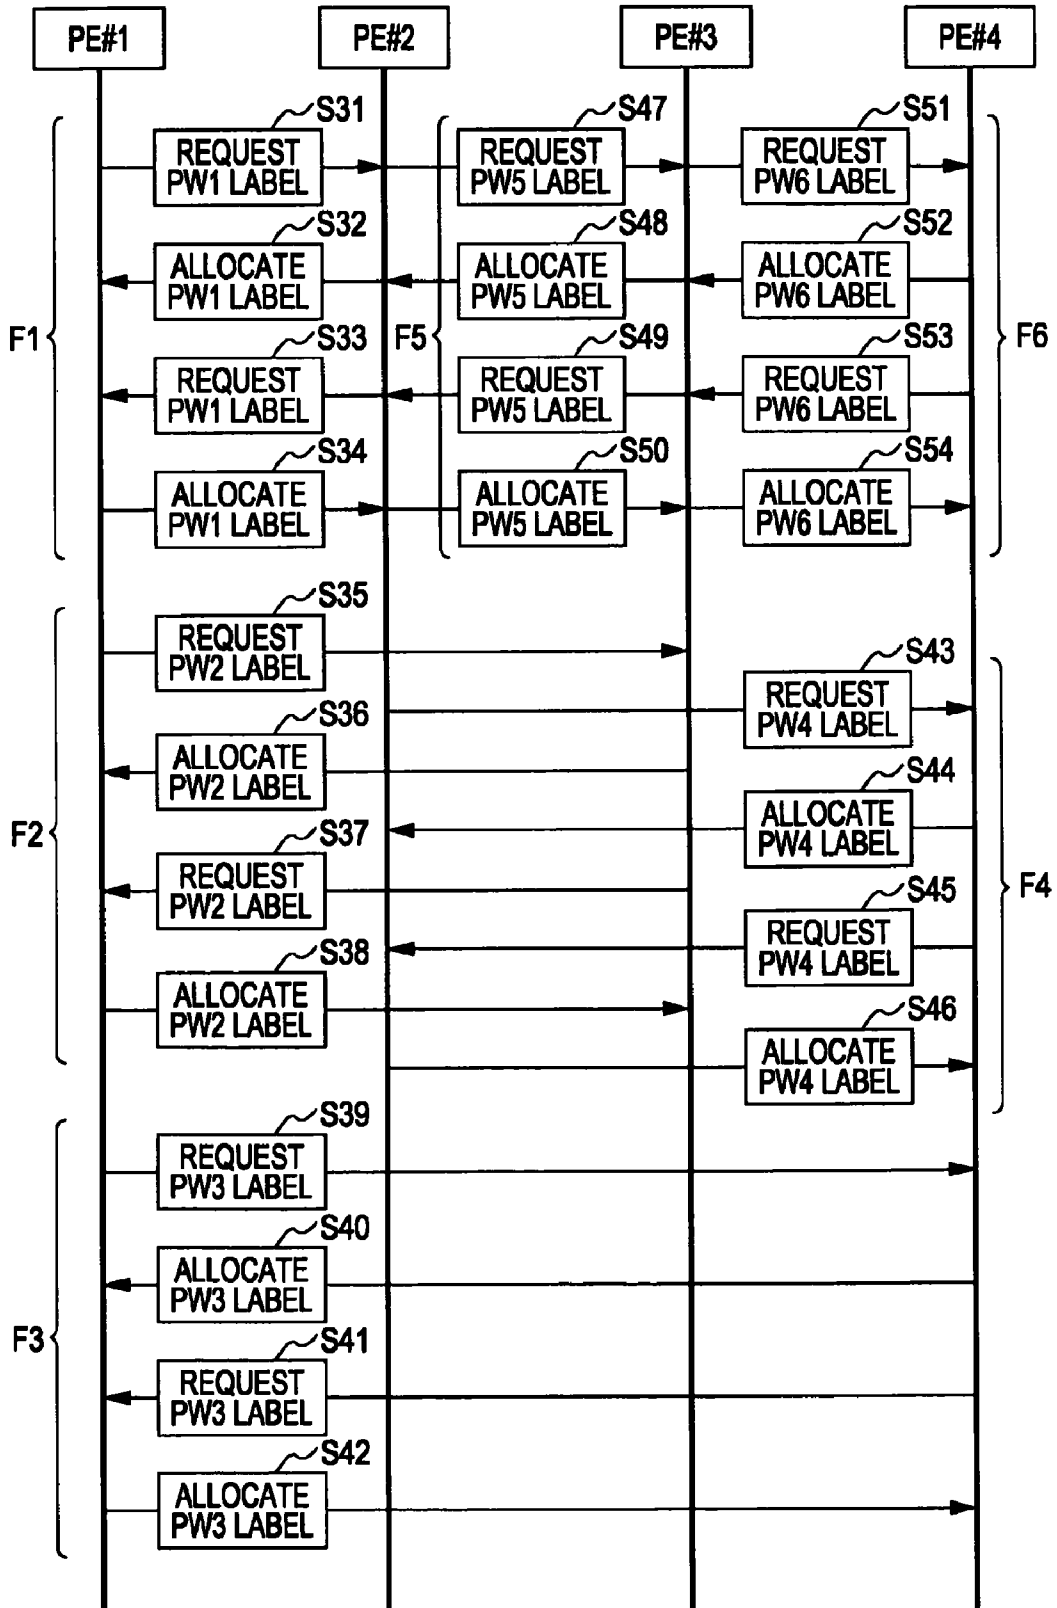 PE#1 PE#2 PE#3 PE#4
S31 S47 S51
REQUEST REQUEST REQUEST
PW1 LABEL PW5 LABEL PW6 LABEL
S32 S48 S52
ALLOCATE ALLOCATE ALLOCATE
PW1 LABEL PW5 LABEL PW6 LABEL
F1 F5 F6
S33 S49 S53
REQUEST REQUEST REQUEST
PW1 LABEL PW5 LABEL PW6 LABEL
S34 S50 S54
ALLOCATE ALLOCATE ALLOCATE
PW1 LABEL PW5 LABEL PW6 LABEL
S35
REQUEST
PW2 LABEL
S43
REQUEST
PW4 LABEL
S36
ALLOCATE
PW2 LABEL
S44
ALLOCATE
PW4 LABEL
F2
S37
REQUEST
PW2 LABEL
F4
S45
REQUEST
PW4 LABEL
S38
ALLOCATE
PW2 LABEL
S46
ALLOCATE
PW4 LABEL
S39
REQUEST
PW3 LABEL
S40
ALLOCATE
PW3 LABEL
F3
S41
REQUEST
PW3 LABEL
S42
ALLOCATE
PW3 LABEL